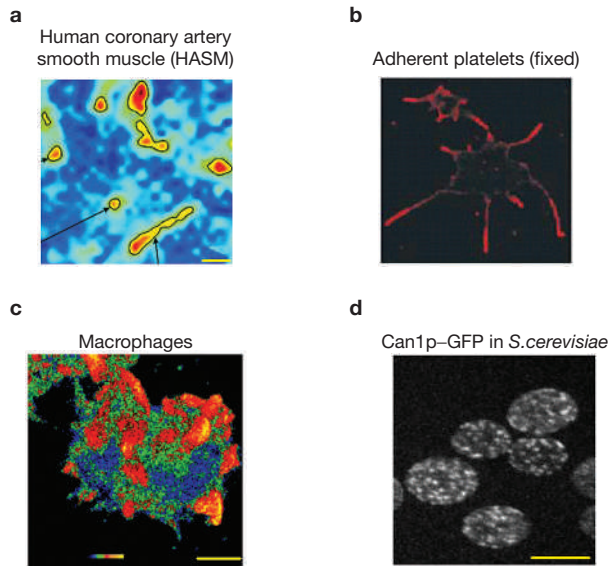 a
Human coronary artery
smooth muscle (HASM)
b
Adherent platelets (fixed)
c
Macrophages
d
Can1p–GFP in S.cerevisiae